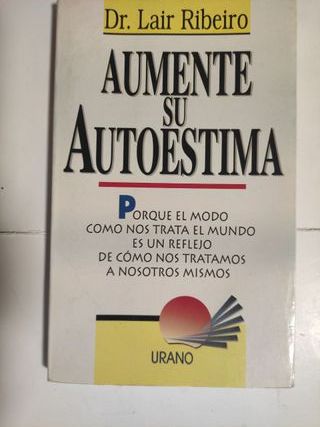 Dr. Lair Ribeiro
AUMENTE
SU
AUTOESTIMA
PORQUE EL MODO
COMO NOS TRATA EL MUNDO
ES UN REFLEJO
DE CÓMO NOS TRATAMOS
A NOSOTROS MISMOS
URANO